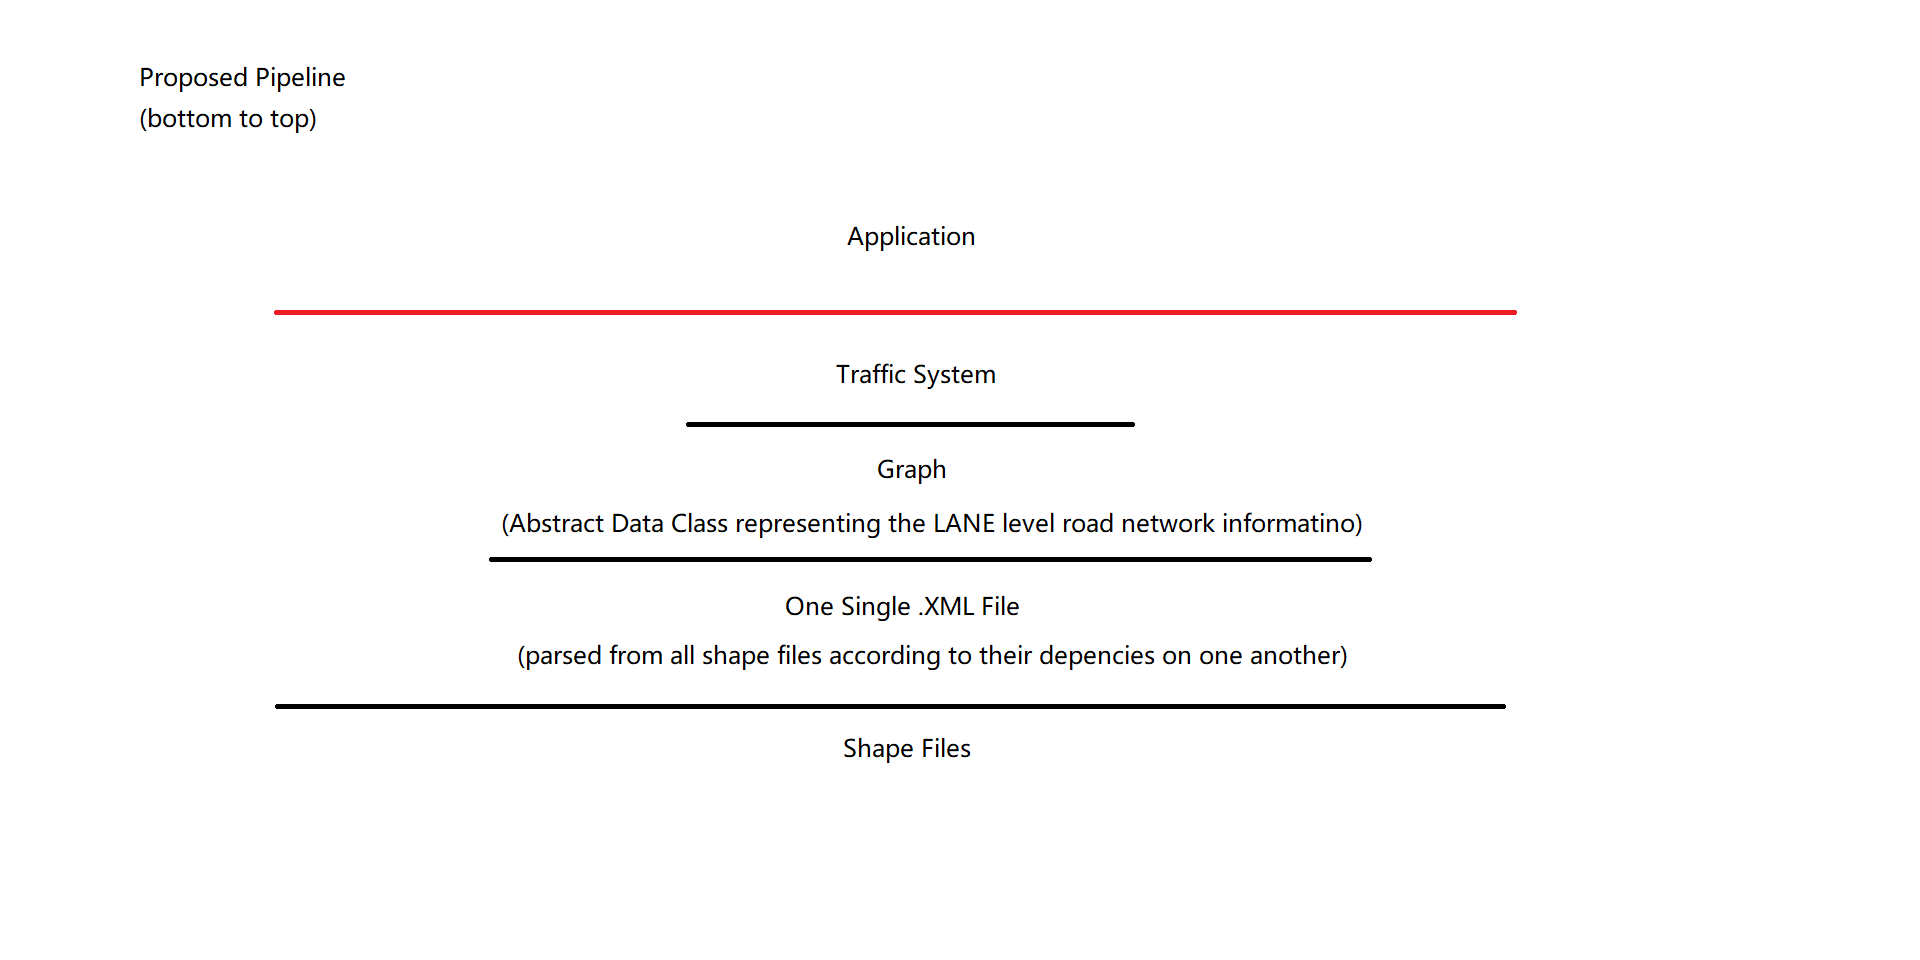 Proposed Pipeline
(bottom to top)
Application
Traffic System
Graph
(Abstract Data Class representing the LANE level road network informatino)
One Single .XML File
(parsed from all shape files according to their depencies on one another)
Shape Files